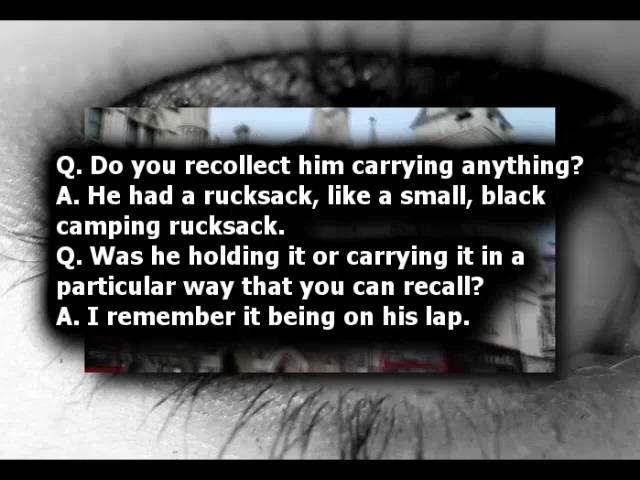 Q. Do you recollect him carrying anything?
A. He had a rucksack, like a small, black
camping rucksack.
Q. Was he holding it or carrying it in a
particular way that you can recall?
A. I remember it being on his lap.